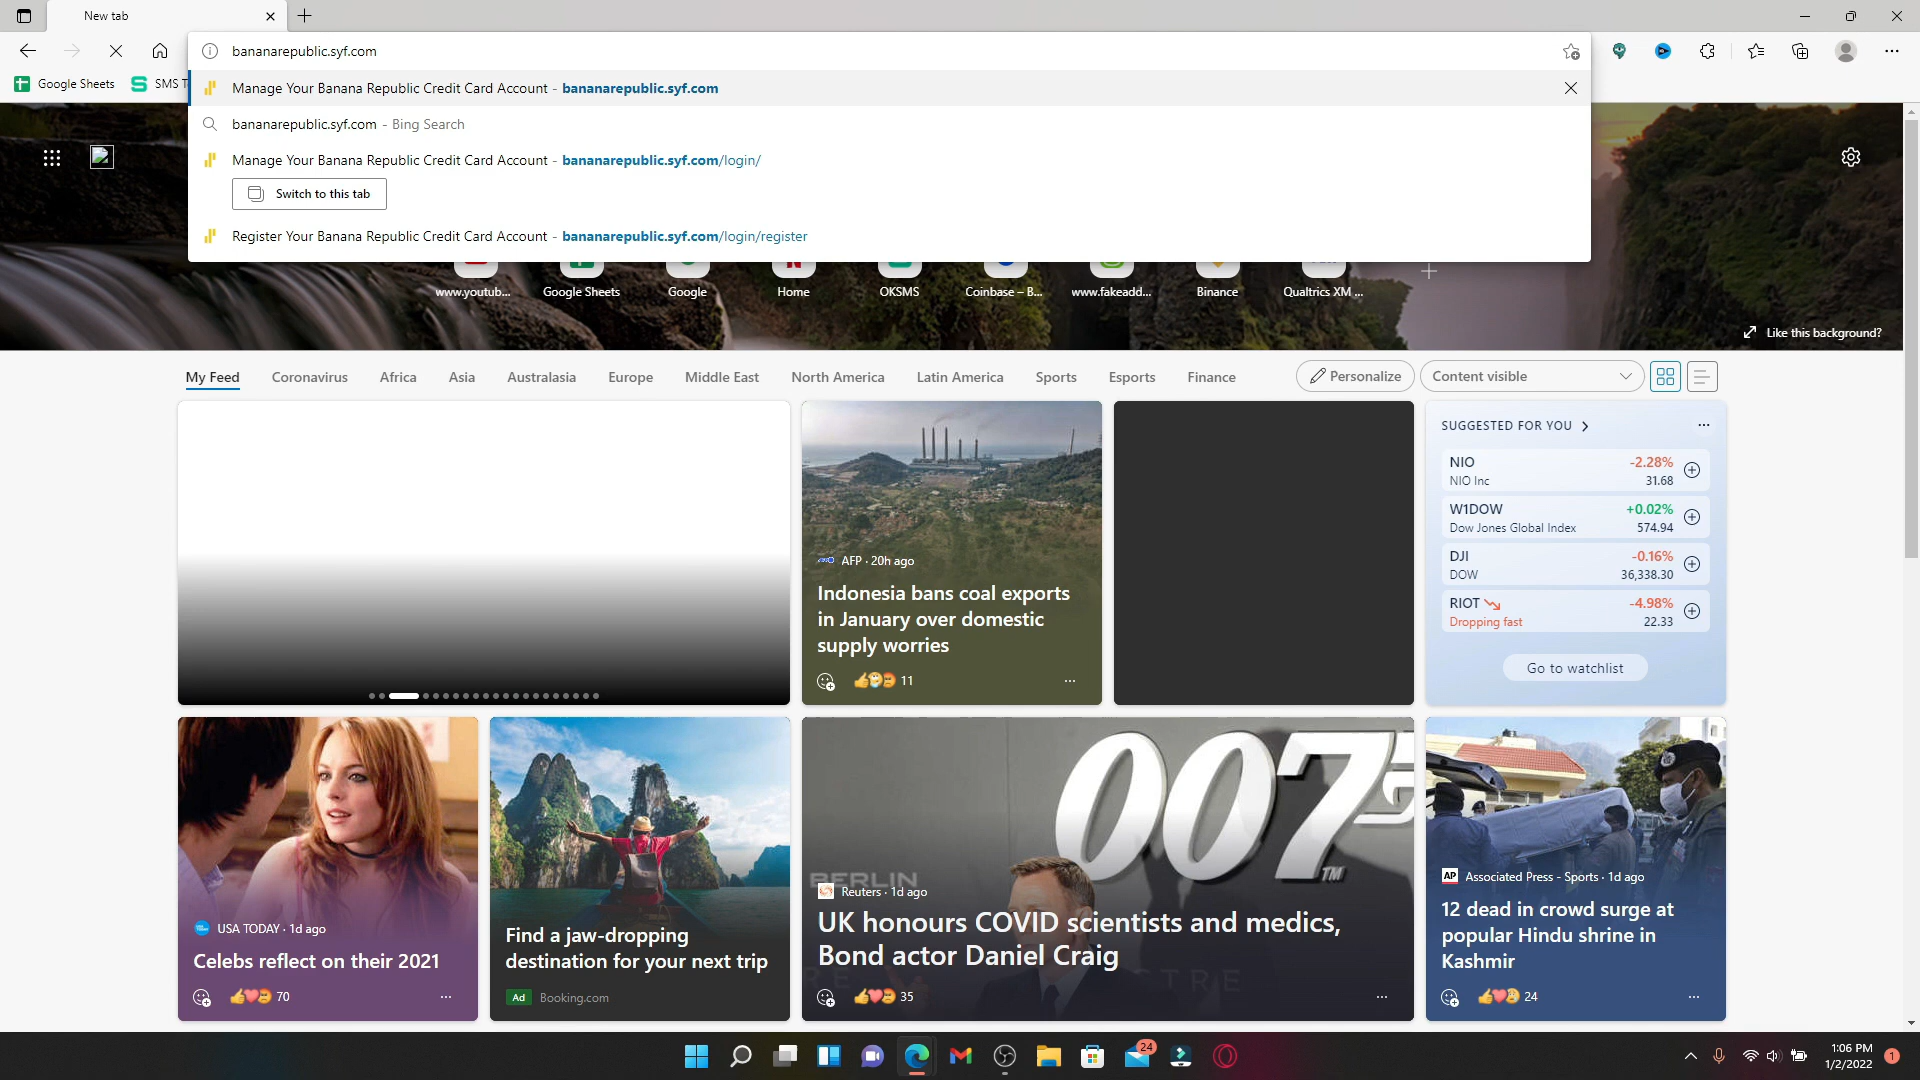 New tab
bananarepublic.syf.com
Google Sheets
SMS T
Manage Your Banana Republic Credit Card Account - bananarepublic.syf.com
bananarepublic.syf.com - Bing Search
Manage Your Banana Republic Credit Card Account - bananarepublic.syf.com/login/
Switch to this tab
Register Your Banana Republic Credit Card Account - bananarepublic.syf.com/login/register
www.youtub...
Google Sheets
Google
Home
OKSMS
Coinbase – B...
www.fakeadd...
Binance
Qualtrics XM ...
Like this background?
My Feed
Coronavirus
Africa
Asia
Australasia
Europe
Middle East
North America
Latin America
Sports
Esports
Finance
Personalize
Content visible
AFP · 20h ago
Indonesia bans coal exports
in January over domestic
supply worries
11
SUGGESTED FOR YOU
NIO
-2.28%
NIO Inc
31.68
W1DOW
+0.02%
Dow Jones Global Index
574.94
DJI
-0.16%
DOW
36,338.30
RIOT
-4.98%
Dropping fast
22.33
Go to watchlist
USA TODAY · 1d ago
Celebs reflect on their 2021
70
Find a jaw-dropping
destination for your next trip
Ad Booking.com
007
TM
BERLIN
Reuters · 1d ago
UK honours COVID scientists and medics,
Bond actor Daniel Craig
35
AP Associated Press - Sports · 1d ago
12 dead in crowd surge at
popular Hindu shrine in
Kashmir
24
24
1:06 PM
1/2/2022
1